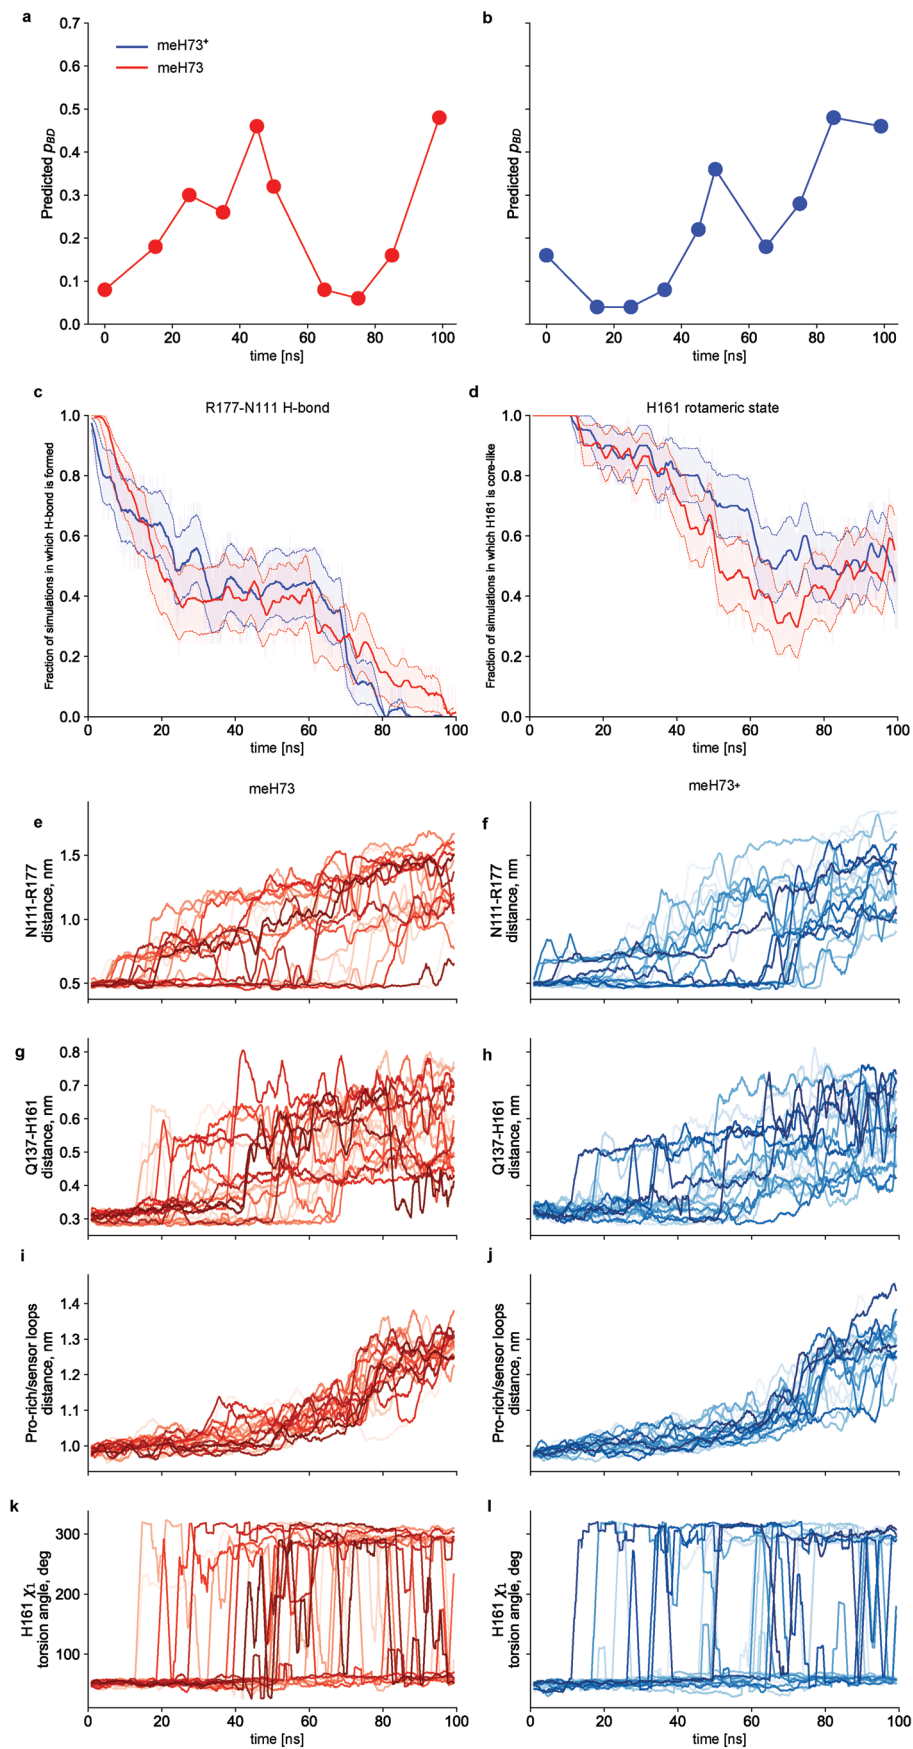 a
b
0.7
0.6
0.5
0.4
0.3
0.2
0.1
0.0
Predicted pBD
meH73+
meH73
Predicted pBD
0 20 40 60 80 100
time [ns]
0 20 40 60 80 100
time [ns]
c
R177-N111 H-bond
d
H161 rotameric state
1.0
0.8
0.6
0.4
0.2
0.0
Fraction of simulations in which H-bond is formed
1.0
0.8
0.6
0.4
0.2
0.0
Fraction of simulations in which H161 is core-like
0 20 40 60 80 100
time [ns]
0 20 40 60 80 100
time [ns]
meH73
meH73+
e
N111-R177
distance, nm
1.5
1.0
0.5
f
N111-R177
distance, nm
g
Q137-H161
distance, nm
0.8
0.7
0.6
0.5
0.4
0.3
h
Q137-H161
distance, nm
i
Pro-rich/sensor loops
distance, nm
1.4
1.3
1.2
1.1
1.0
j
Pro-rich/sensor loops
distance, nm
k
H161 χ1
torsion angle, deg
300
200
100
l
H161 χ1
torsion angle, deg
0 20 40 60 80 100
time [ns]
0 20 40 60 80 100
time [ns]